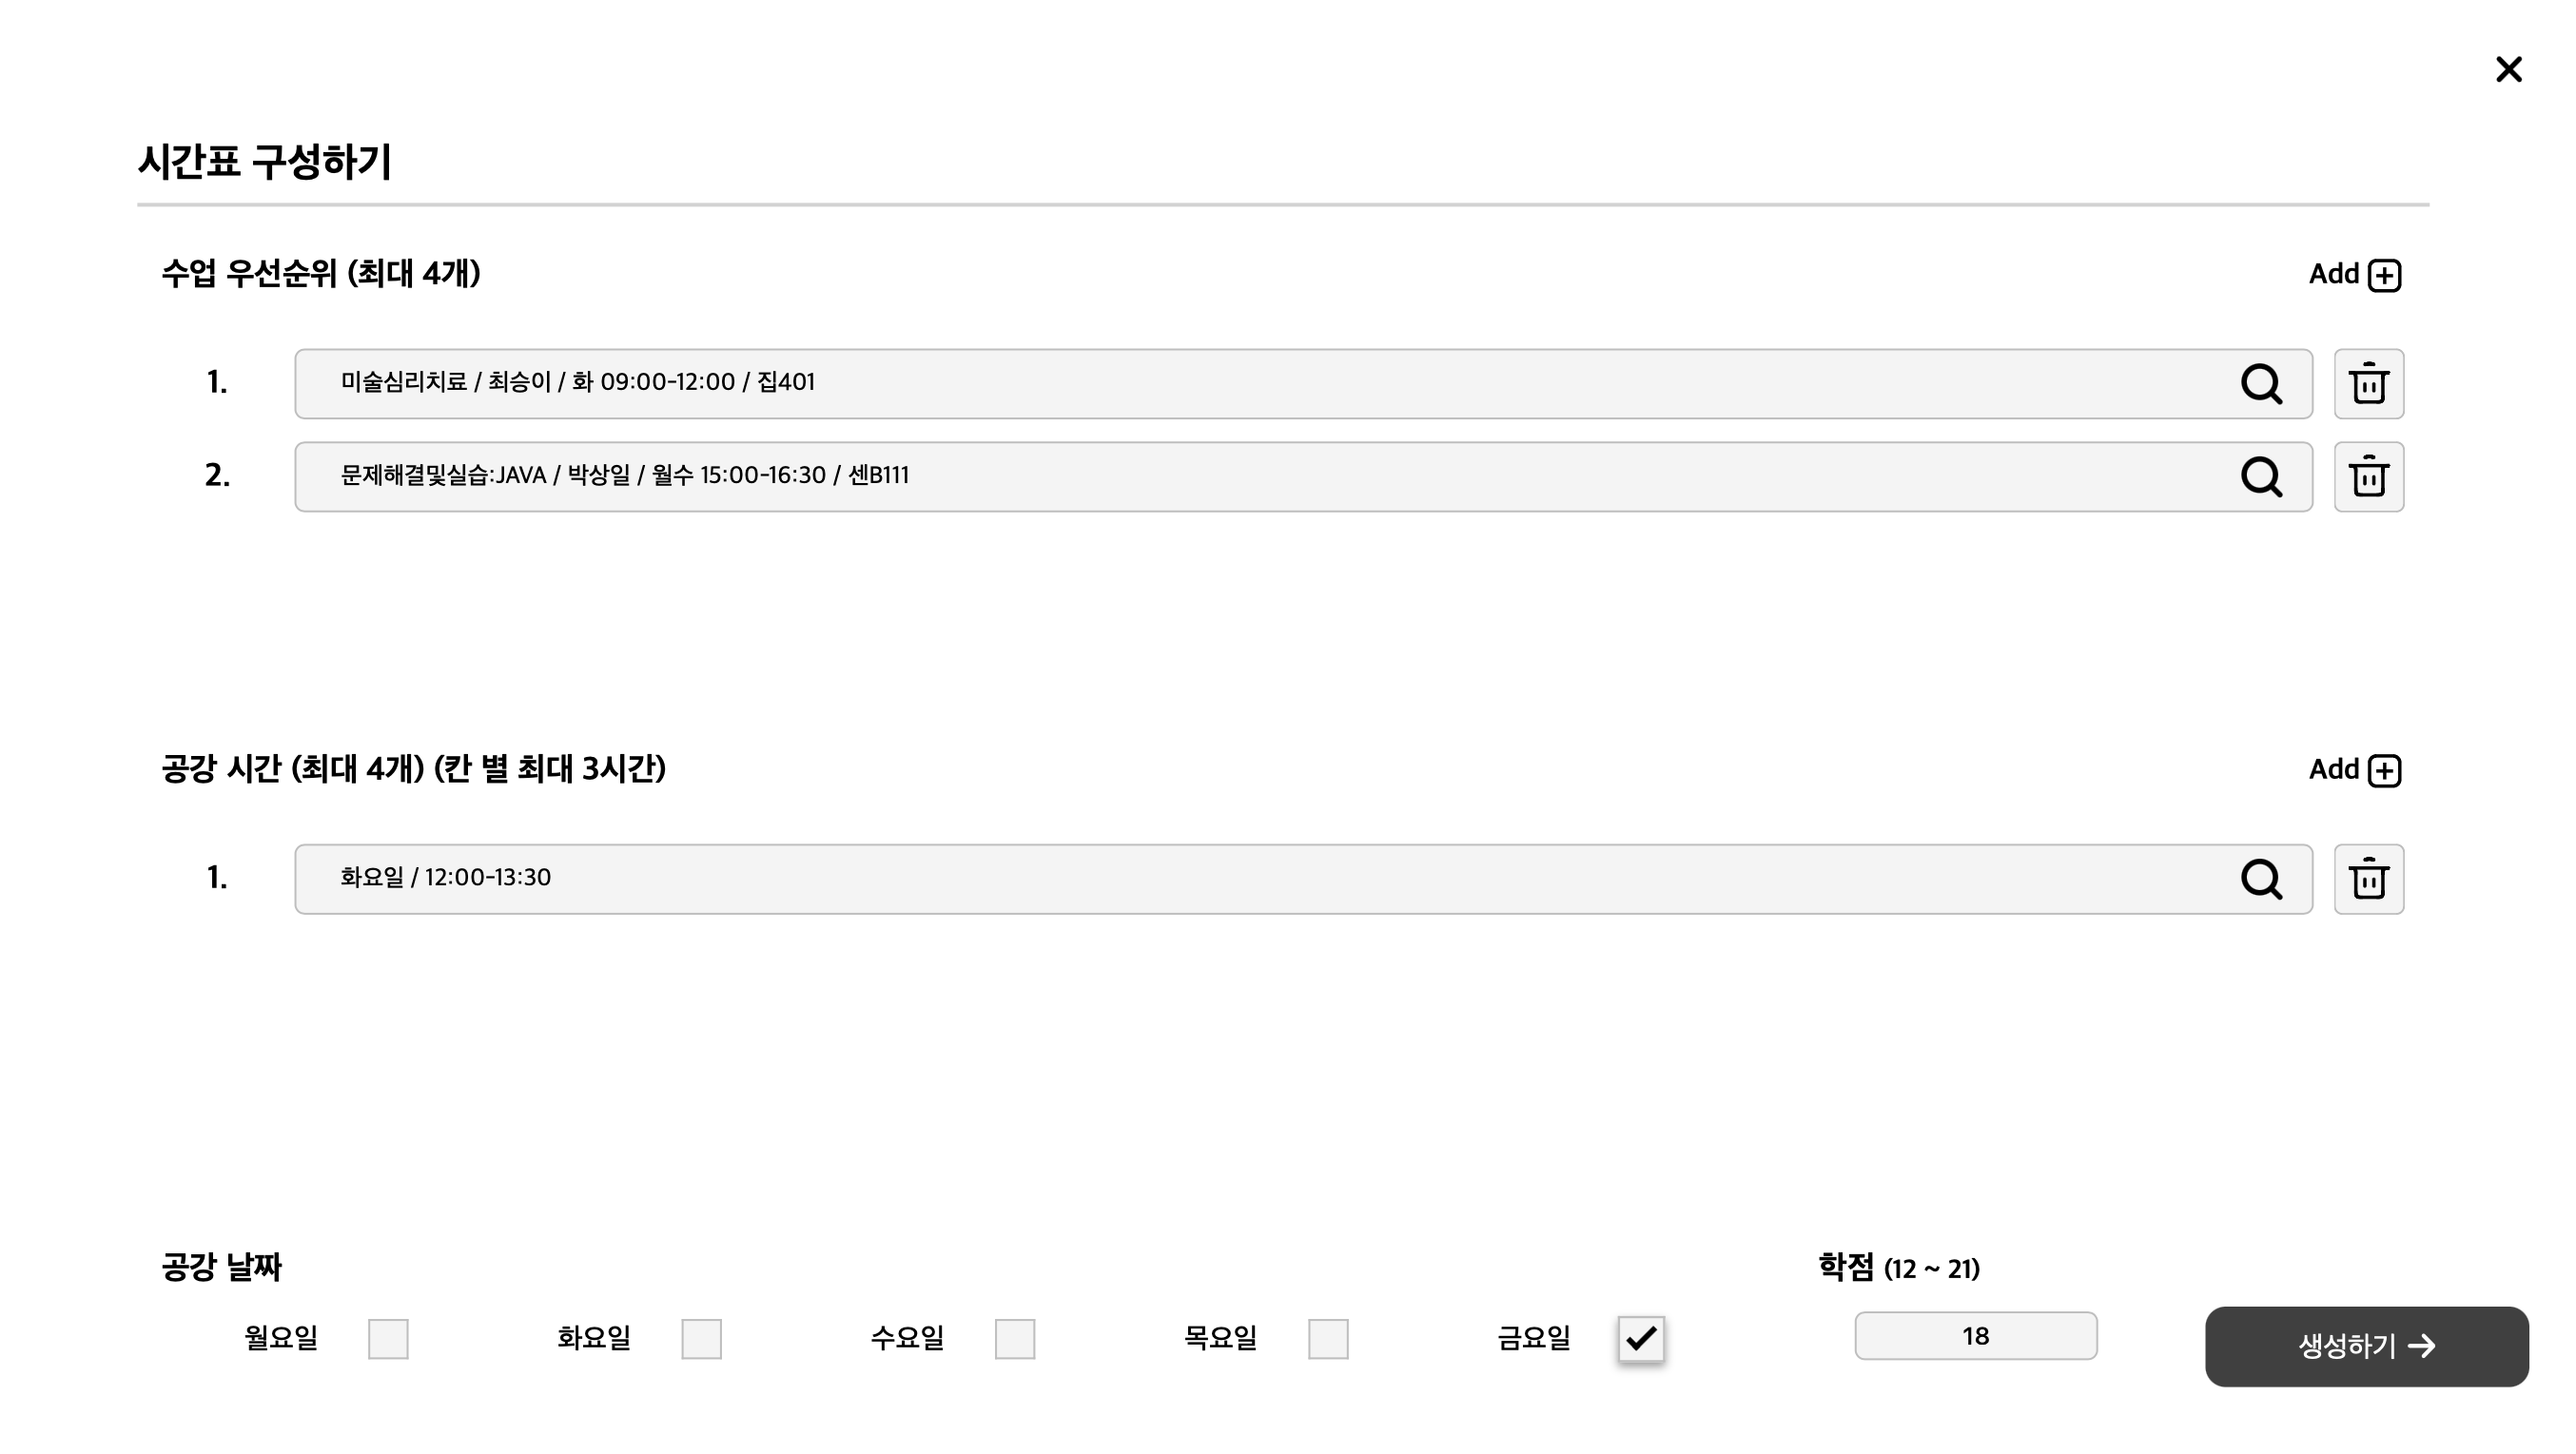 시간표 구성하기
수업 우선순위 (최대 4개)
Add
1. 미술심리치료 / 최승이 / 화 09:00-12:00 / 집401
2. 문제해결및실습:JAVA / 박상일 / 월수 15:00-16:30 / 센B111
공강 시간 (최대 4개) (칸 별 최대 3시간)
Add
1. 화요일 / 12:00-13:30
공강 날짜
학점 (12 ~ 21)
월요일 화요일 수요일 목요일 금요일
18
생성하기 →